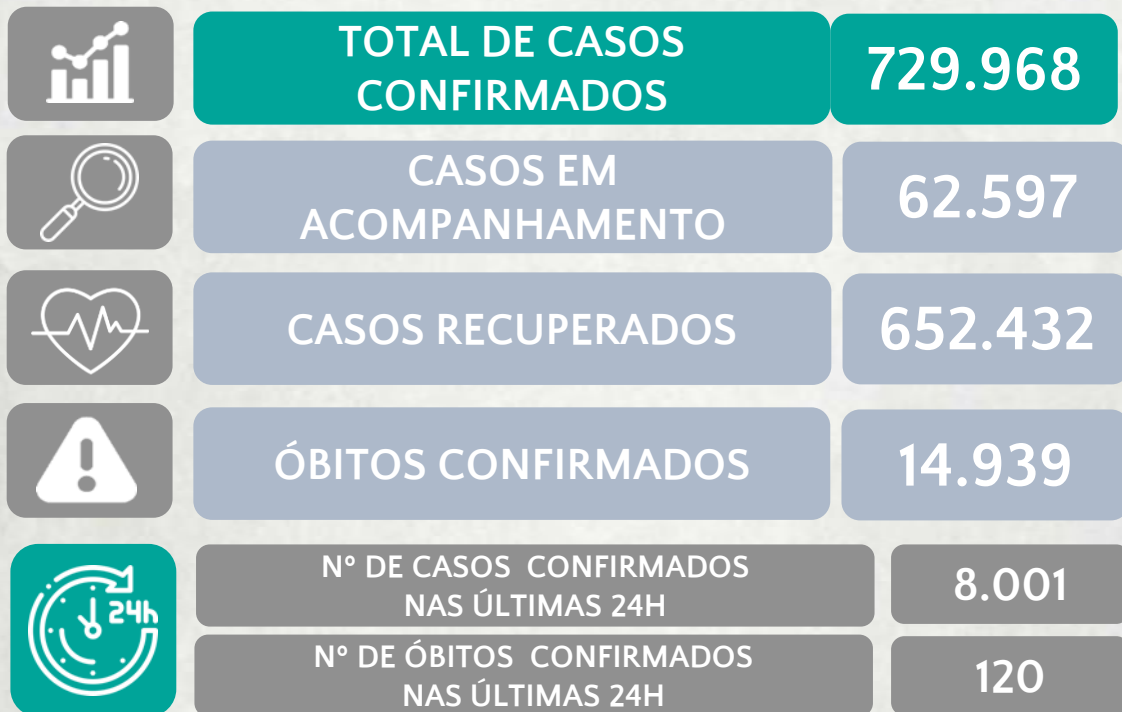 TOTAL DE CASOS
CONFIRMADOS
729.968
CASOS EM
ACOMPANHAMENTO
62.597
CASOS RECUPERADOS
652.432
ÓBITOS CONFIRMADOS
14.939
24h
Nº DE CASOS CONFIRMADOS
NAS ÚLTIMAS 24H
8.001
Nº DE ÓBITOS CONFIRMADOS
NAS ÚLTIMAS 24H
120